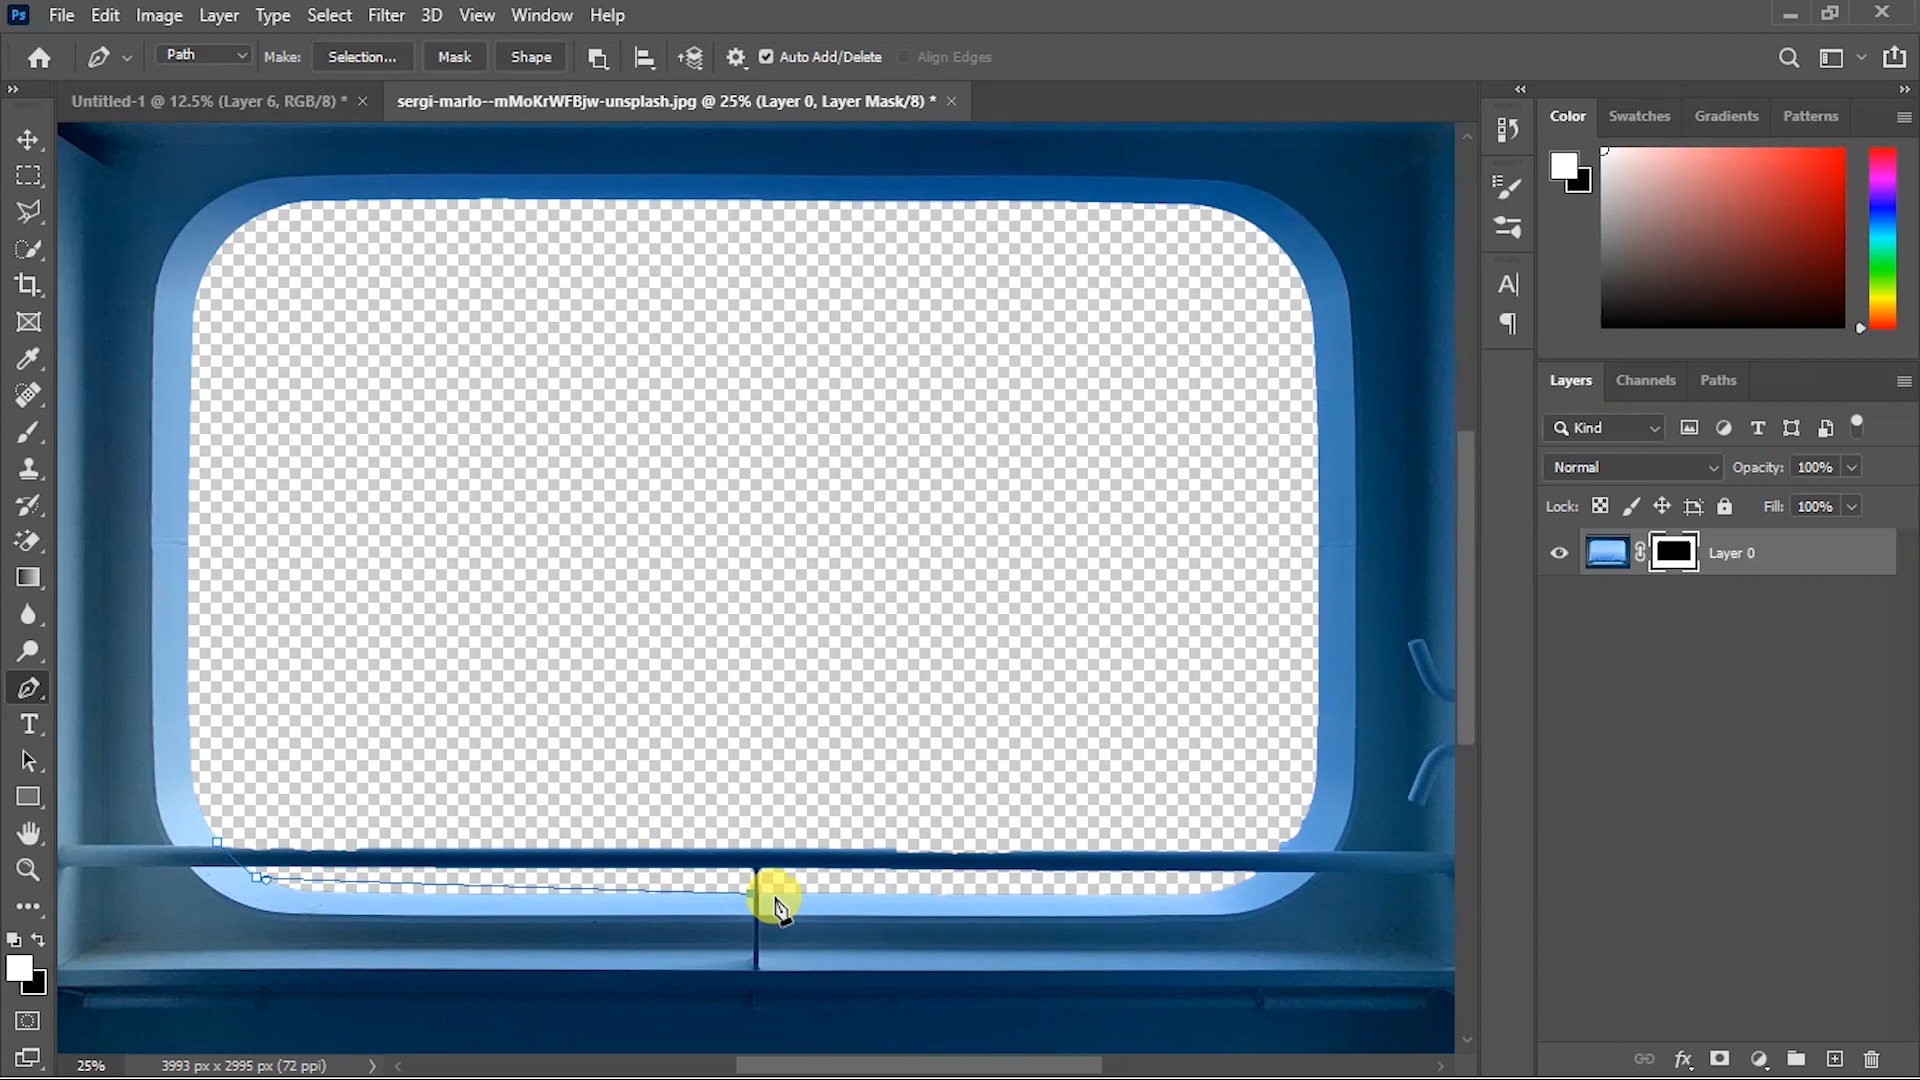 Ps File Edit Image Layer Type Select Filter 3D View Window Help
Path Make: Selection... Mask Shape Auto Add/Delete Align Edges
Untitled-1 @ 12.5% (Layer 6, RGB/8) * sergi-marlo--mMoKrWFBjw-unsplash.jpg @ 25% (Layer 0, Layer Mask/8) *
Color Swatches Gradients Patterns
Layers Channels Paths
Kind
Normal Opacity: 100%
Lock: Fill: 100%
Layer 0
25% 3993 px x 2995 px (72 ppi)